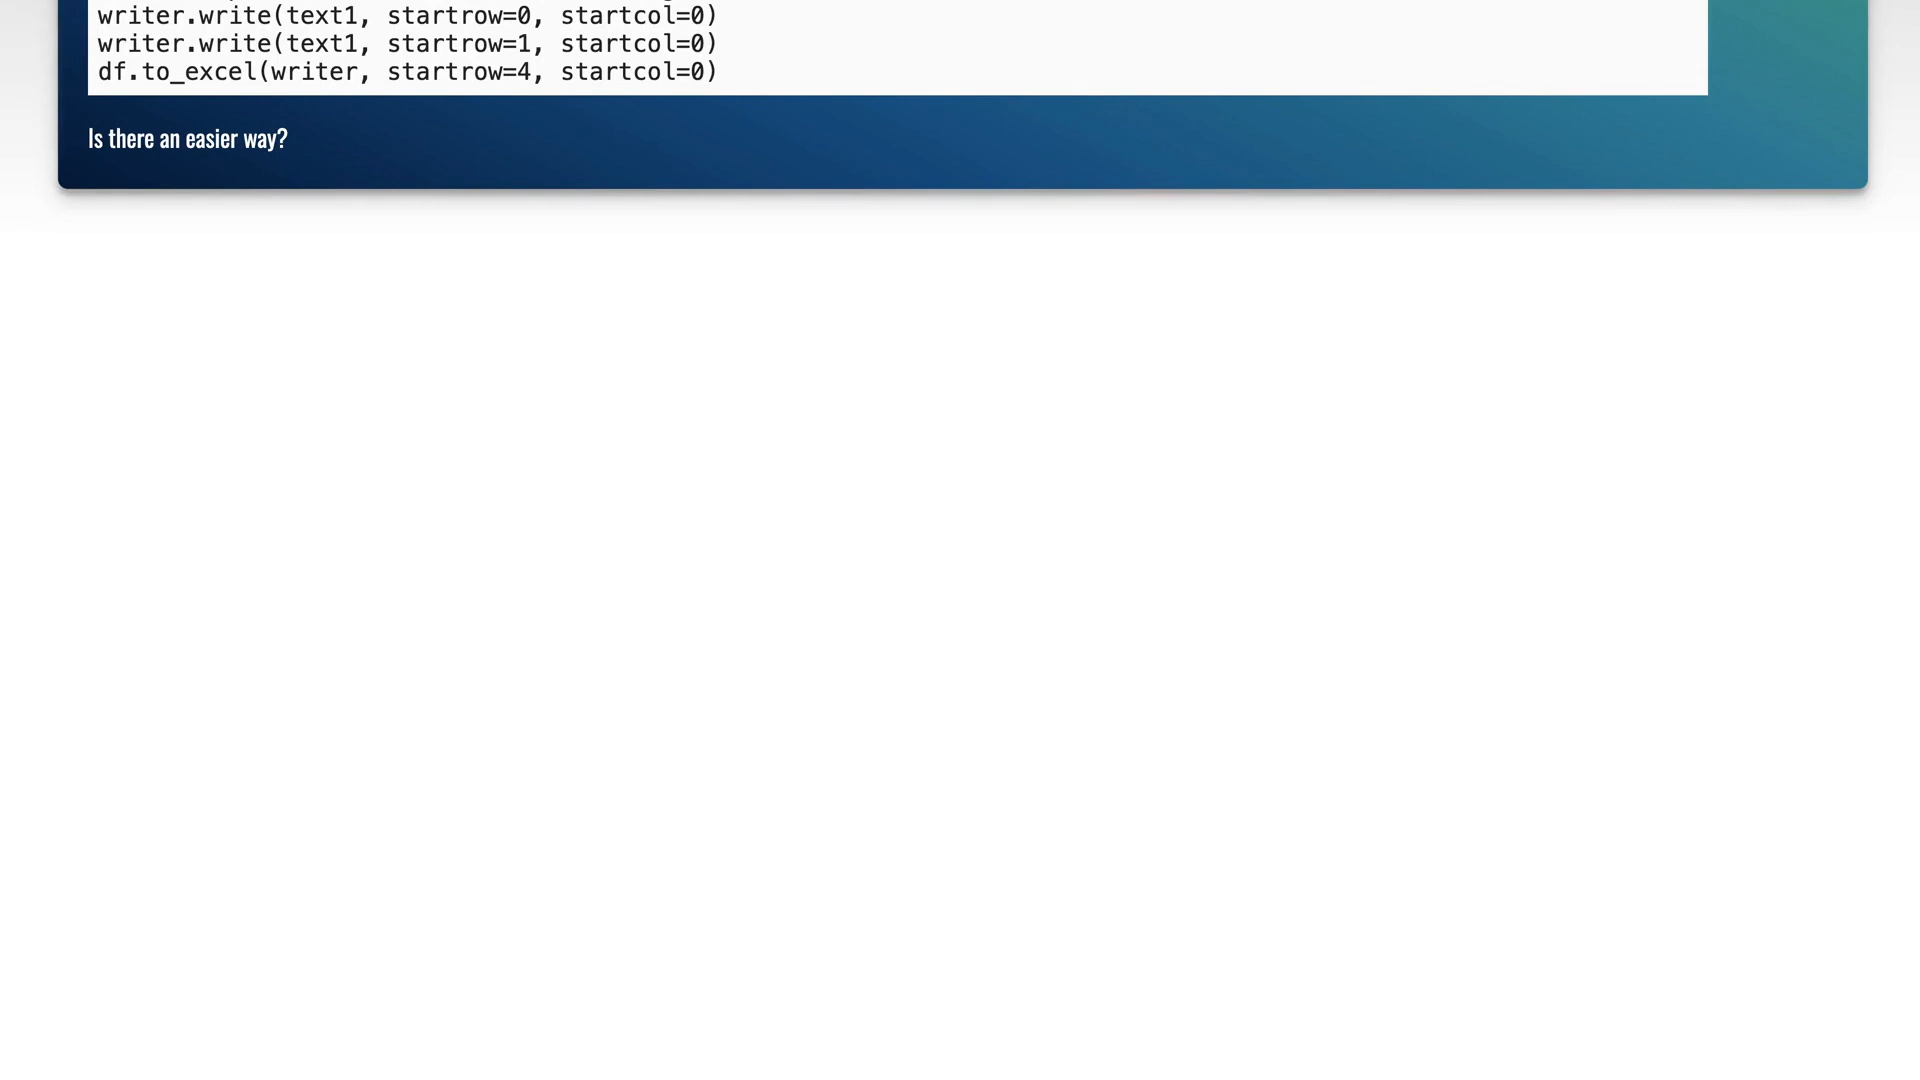 writer.write(text1, startrow=0, startcol=0)
writer.write(text1, startrow=1, startcol=0)
df.to_excel(writer, startrow=4, startcol=0)
Is there an easier way?